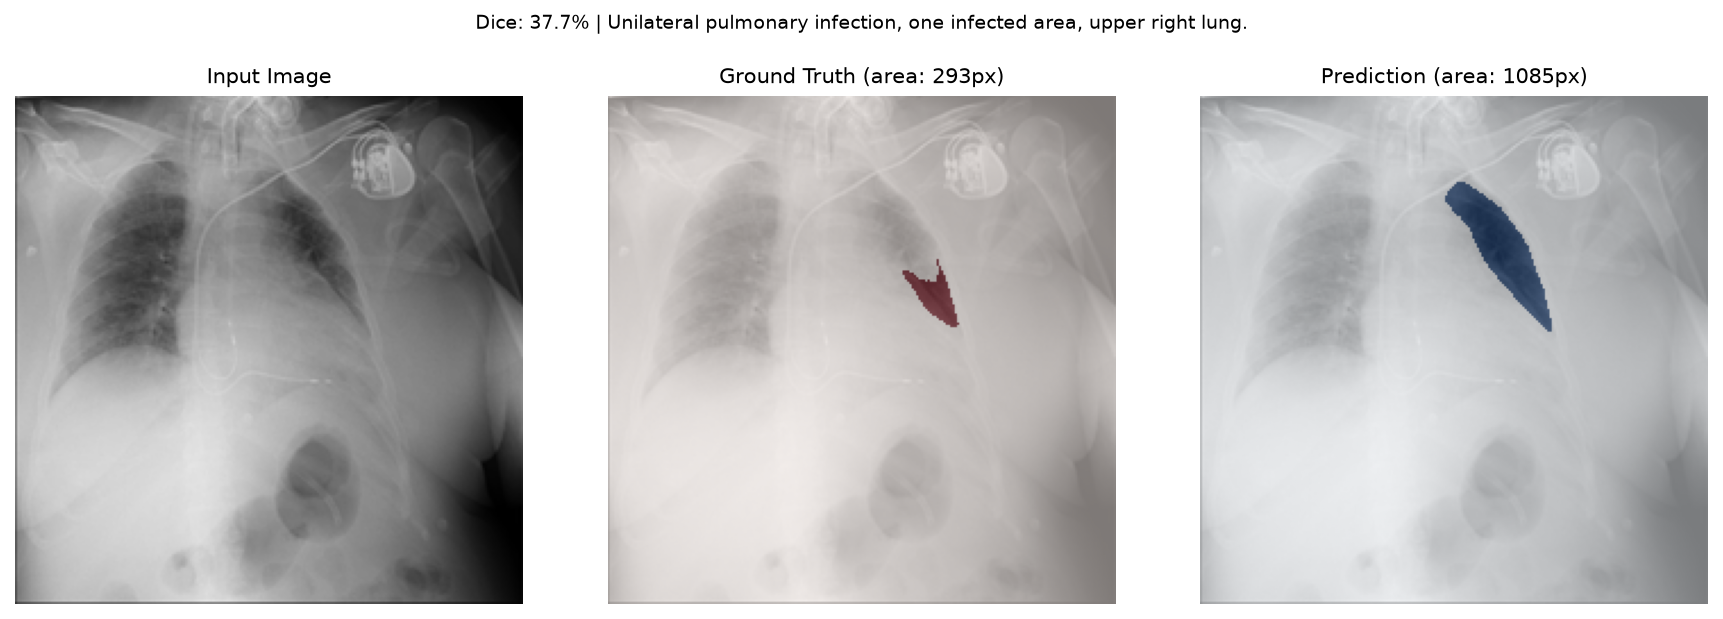 Dice: 37.7% | Unilateral pulmonary infection, one infected area, upper right lung.
Input Image
Ground Truth (area: 293px)
Prediction (area: 1085px)